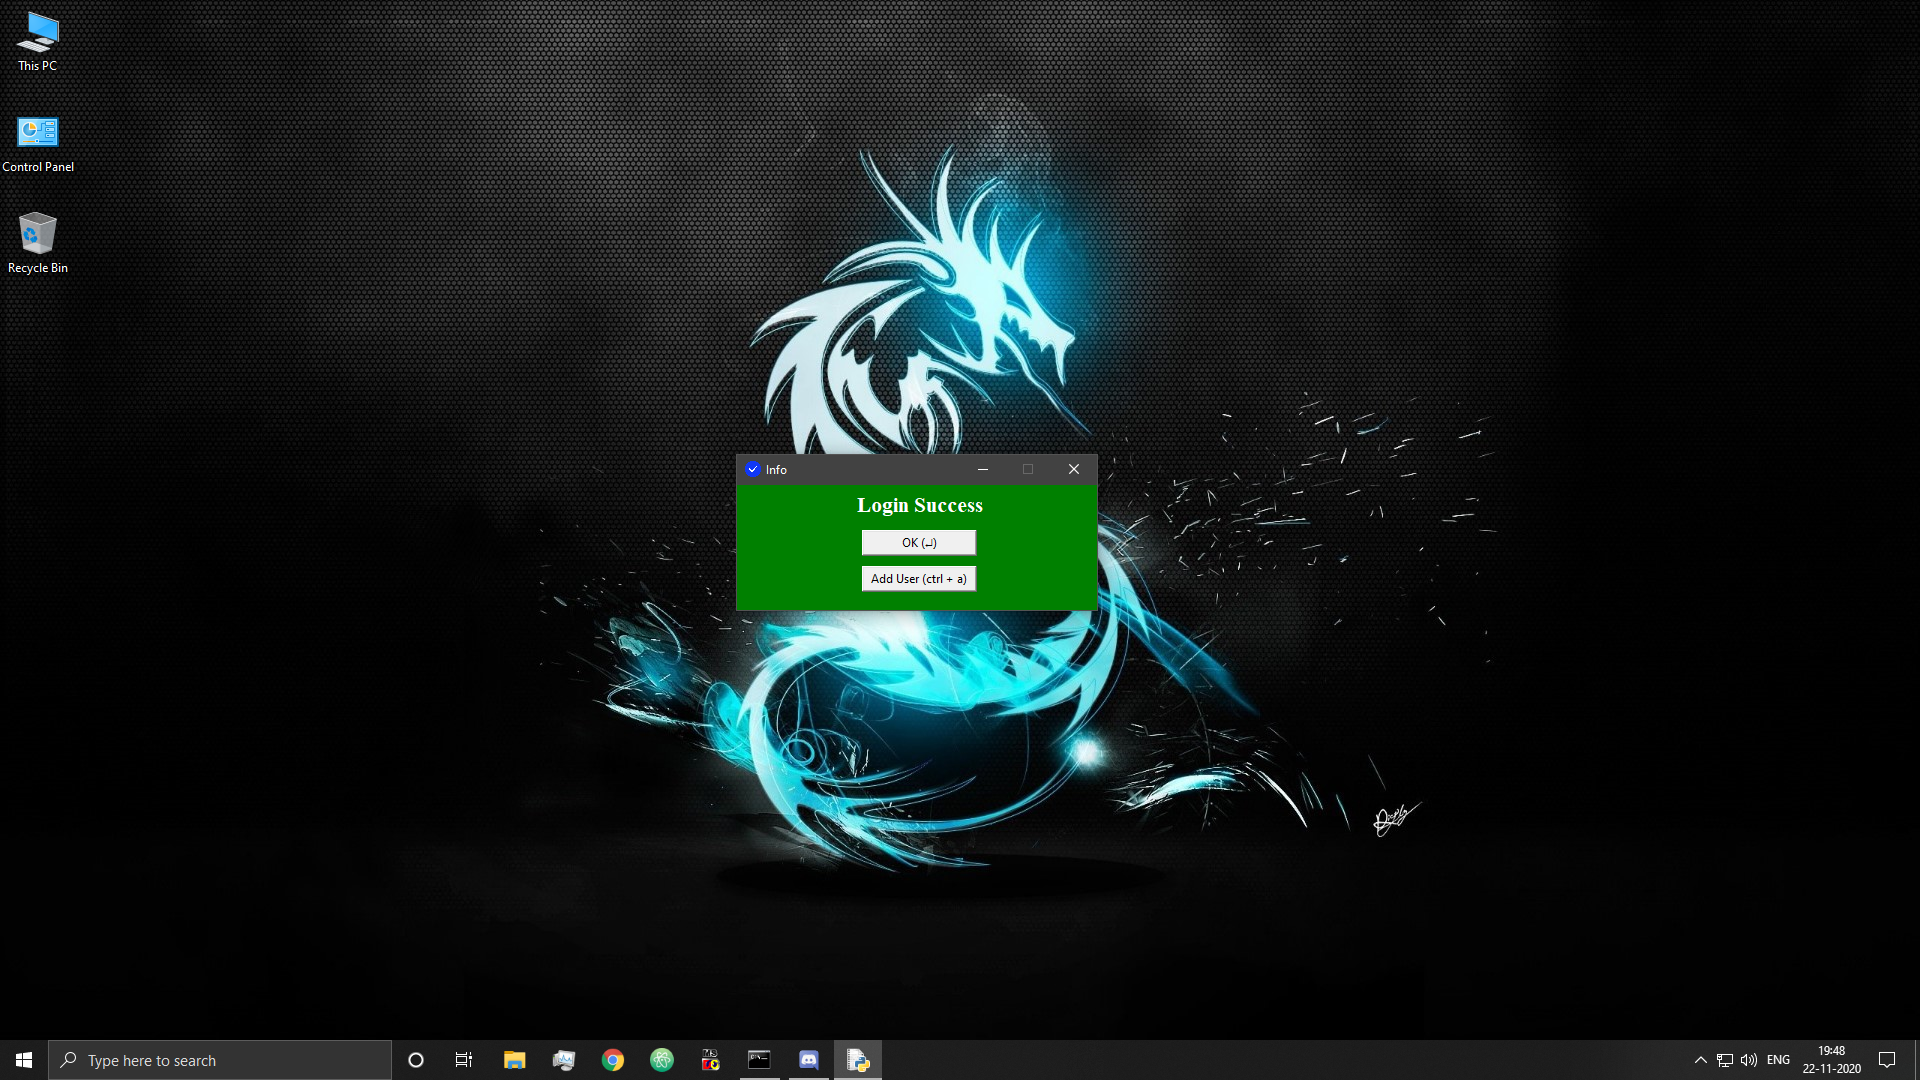 This PC
Control Panel
Recycle Bin
Info
Login Success
OK (↵)
Add User (ctrl + a)
Type here to search
ENG
19:48
22-11-2020